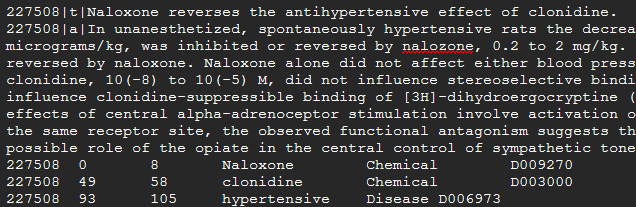 227508|t|Naloxone reverses the antihypertensive effect of clonidine.
227508|a|In unanesthetized, spontaneously hypertensive rats the decrea
micrograms/kg, was inhibited or reversed by nalozone, 0.2 to 2 mg/kg.
reversed by naloxone. Naloxone alone did not affect either blood press
clonidine, 10(-8) to 10(-5) M, did not influence stereoselective bindi
influence clonidine-suppressible binding of [3H]-dihydroergocryptine (
effects of central alpha-adrenoceptor stimulation involve activation o
the same receptor site, the observed functional antagonism suggests th
possible role of the opiate in the central control of sympathetic tone
227508 0 8 Naloxone Chemical D009270
227508 49 58 clonidine Chemical D003000
227508 93 105 hypertensive Disease D006973